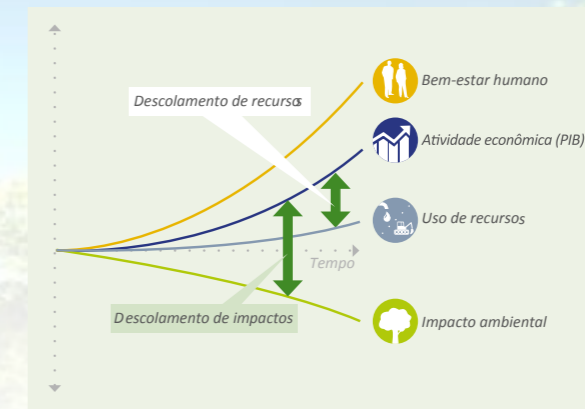 Bem-estar humano
Descolamento de recursos
Atividade econômica (PIB)
Uso de recursos
Tempo
Descolamento de impactos
Impacto ambiental